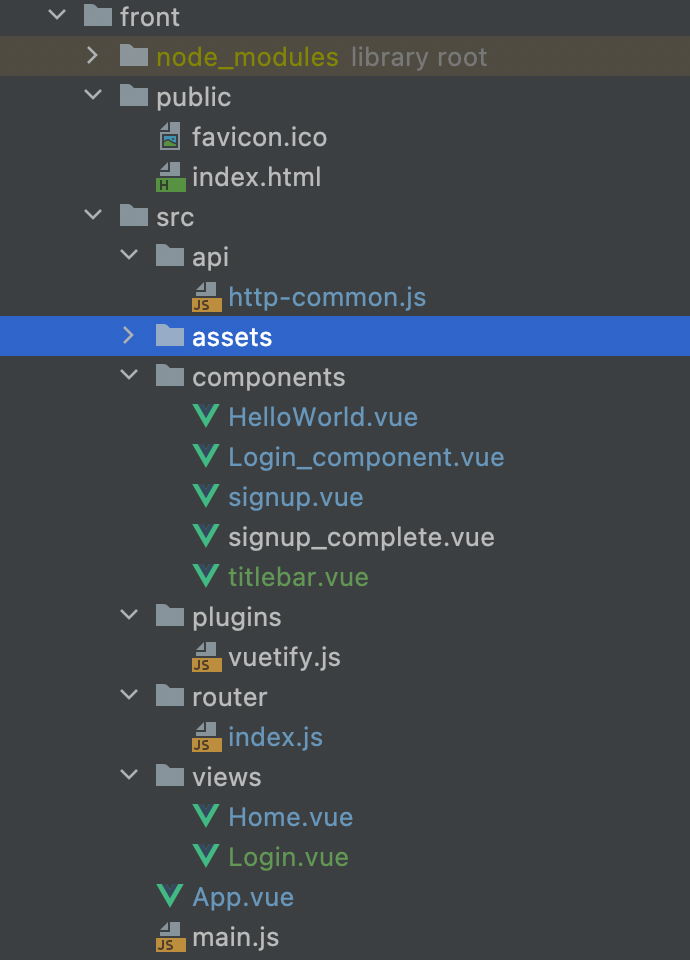 front
node_modules library root
public
favicon.ico
H index.html
src
api
JS http-common.js
assets
components
HelloWorld.vue
Login_component.vue
signup.vue
signup_complete.vue
titlebar.vue
plugins
JS vuetify.js
router
JS index.js
views
Home.vue
Login.vue
App.vue
JS main.js